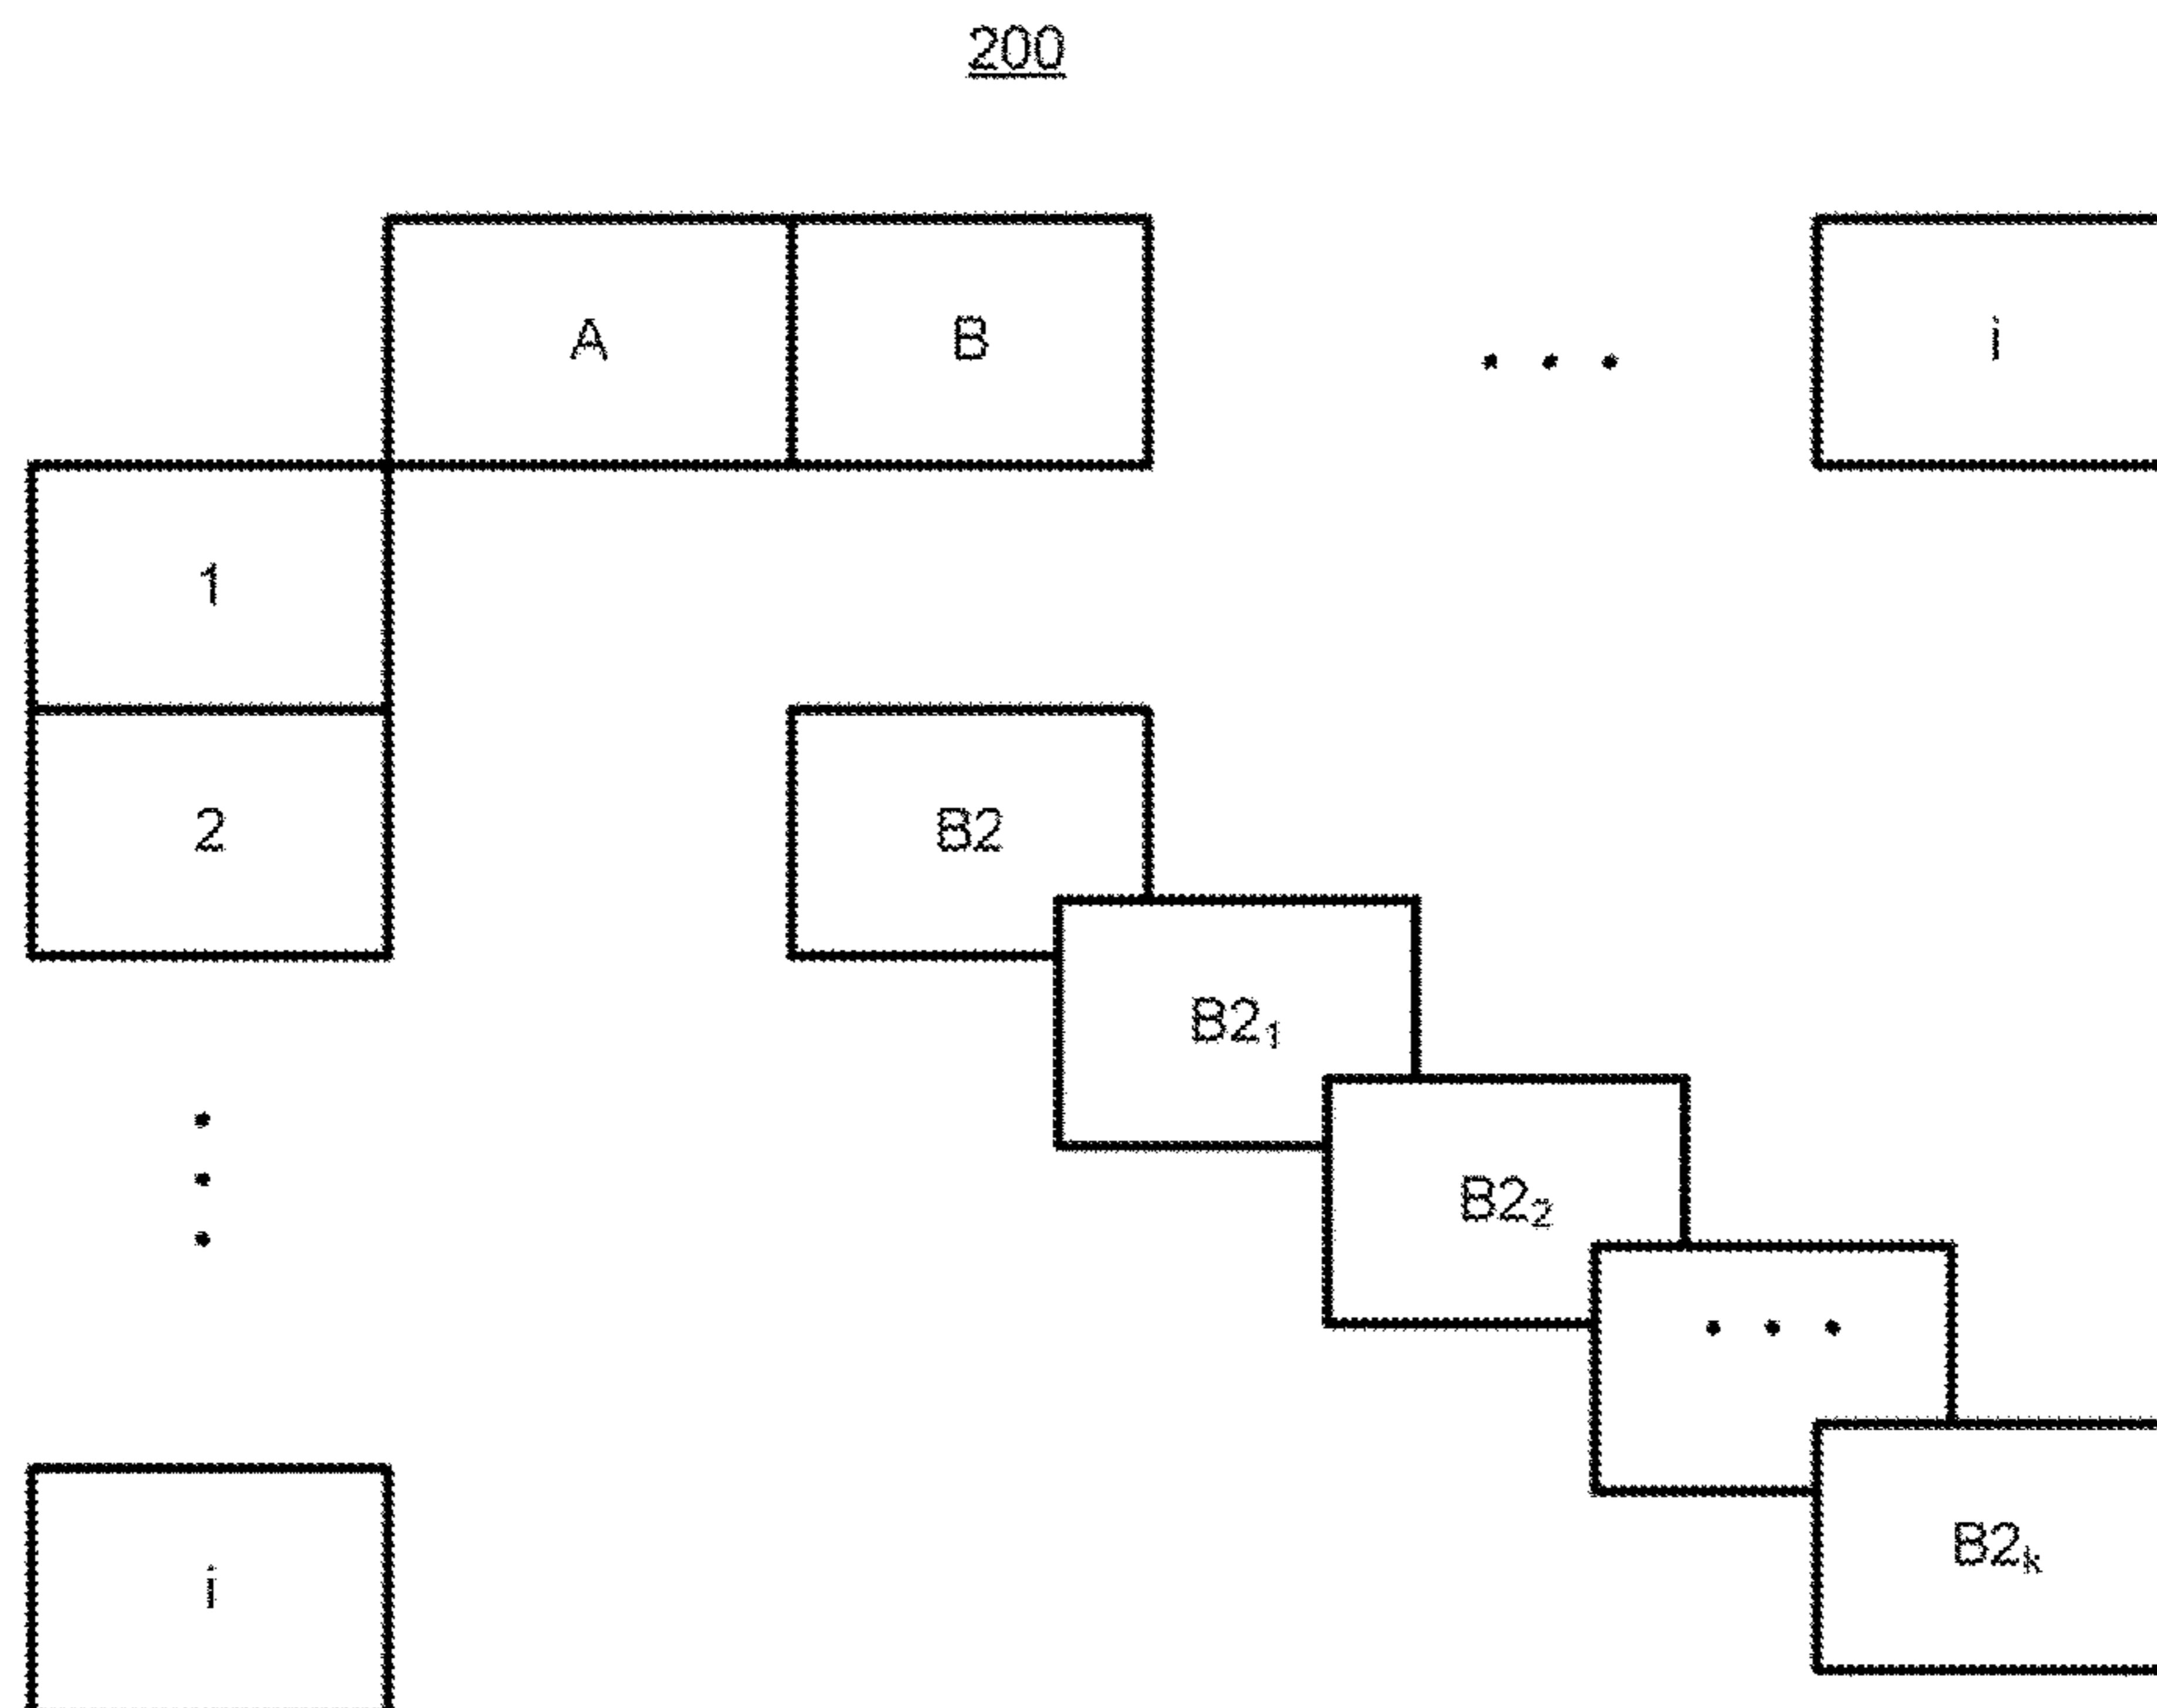 200
A B . . . i
1
2
B2
B2₁
.
.
.
B2₂
. . .
B2ₖ
i